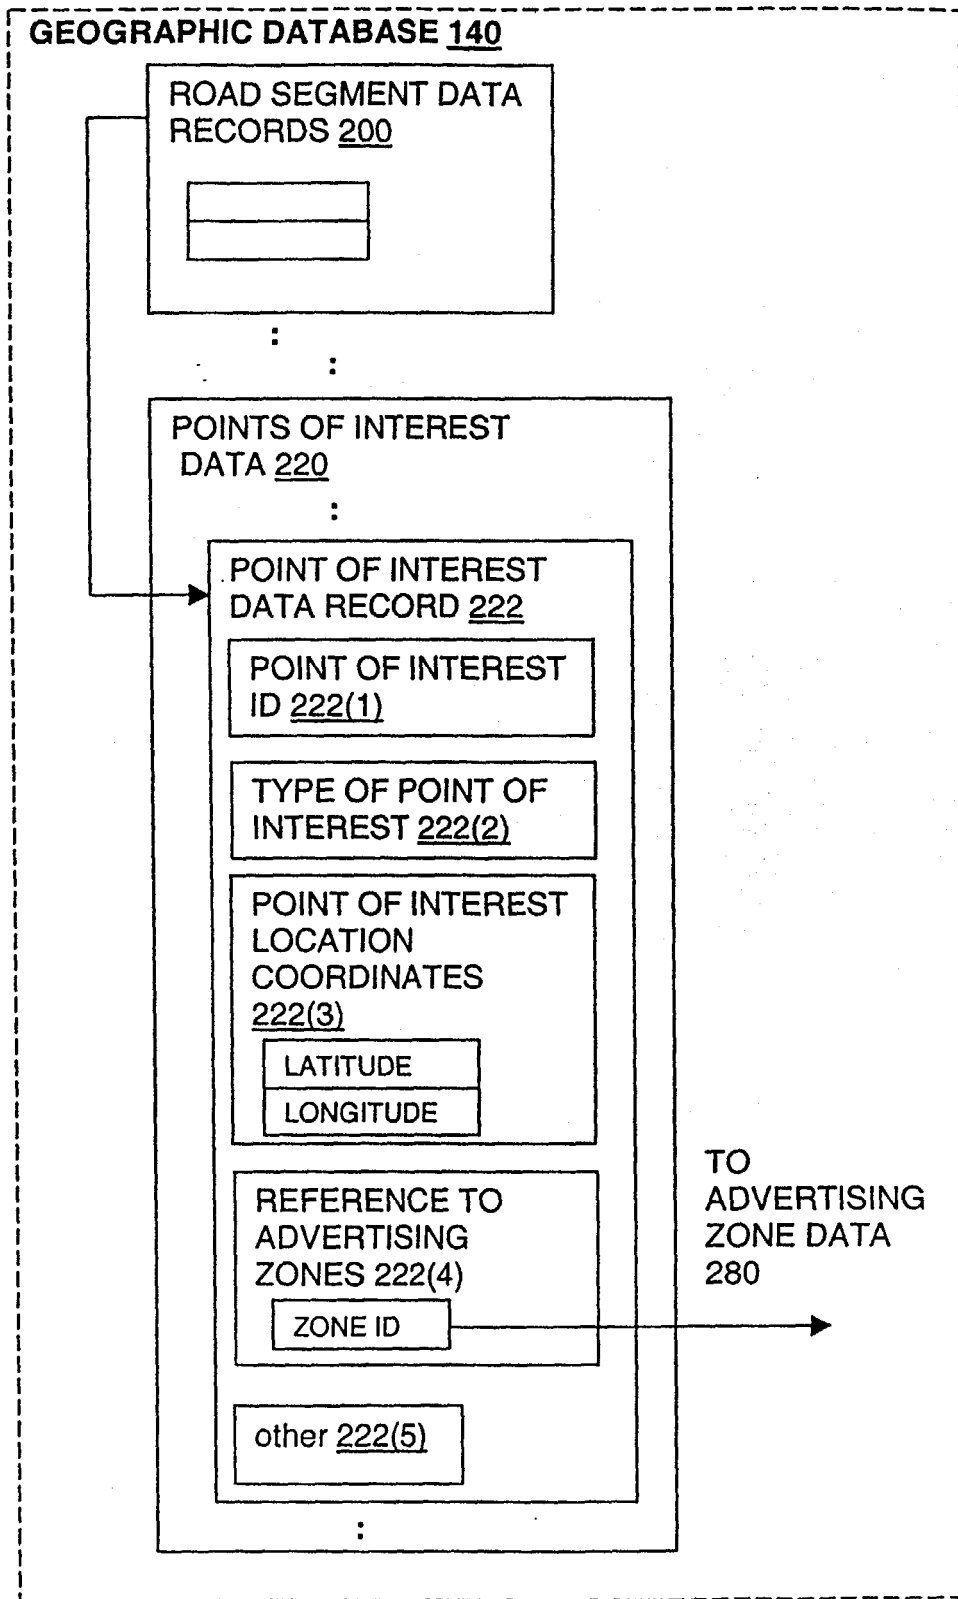 GEOGRAPHIC DATABASE 140
ROAD SEGMENT DATA
RECORDS 200
:
:
POINTS OF INTEREST
DATA 220
:
POINT OF INTEREST
DATA RECORD 222
POINT OF INTEREST
ID 222(1)
TYPE OF POINT OF
INTEREST 222(2)
POINT OF INTEREST
LOCATION
COORDINATES
222(3)
LATITUDE
LONGITUDE
REFERENCE TO
ADVERTISING
ZONES 222(4)
ZONE ID
TO
ADVERTISING
ZONE DATA
280
other 222(5)
: